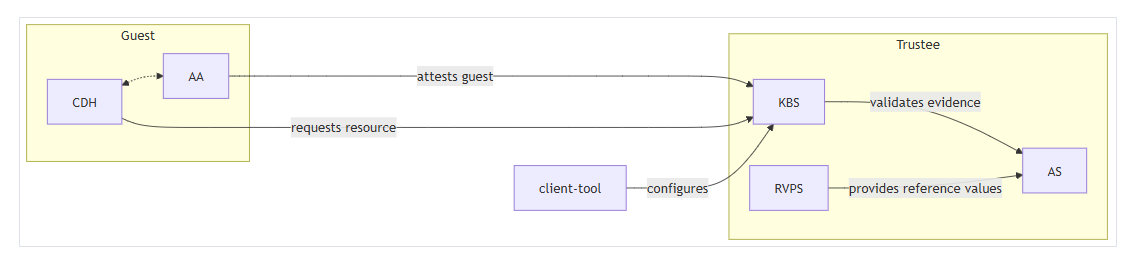 Guest
Trustee
AA
attests guest
CDH
KBS
validates evidence
requests resource
AS
client-tool
configures
RVPS
provides reference values